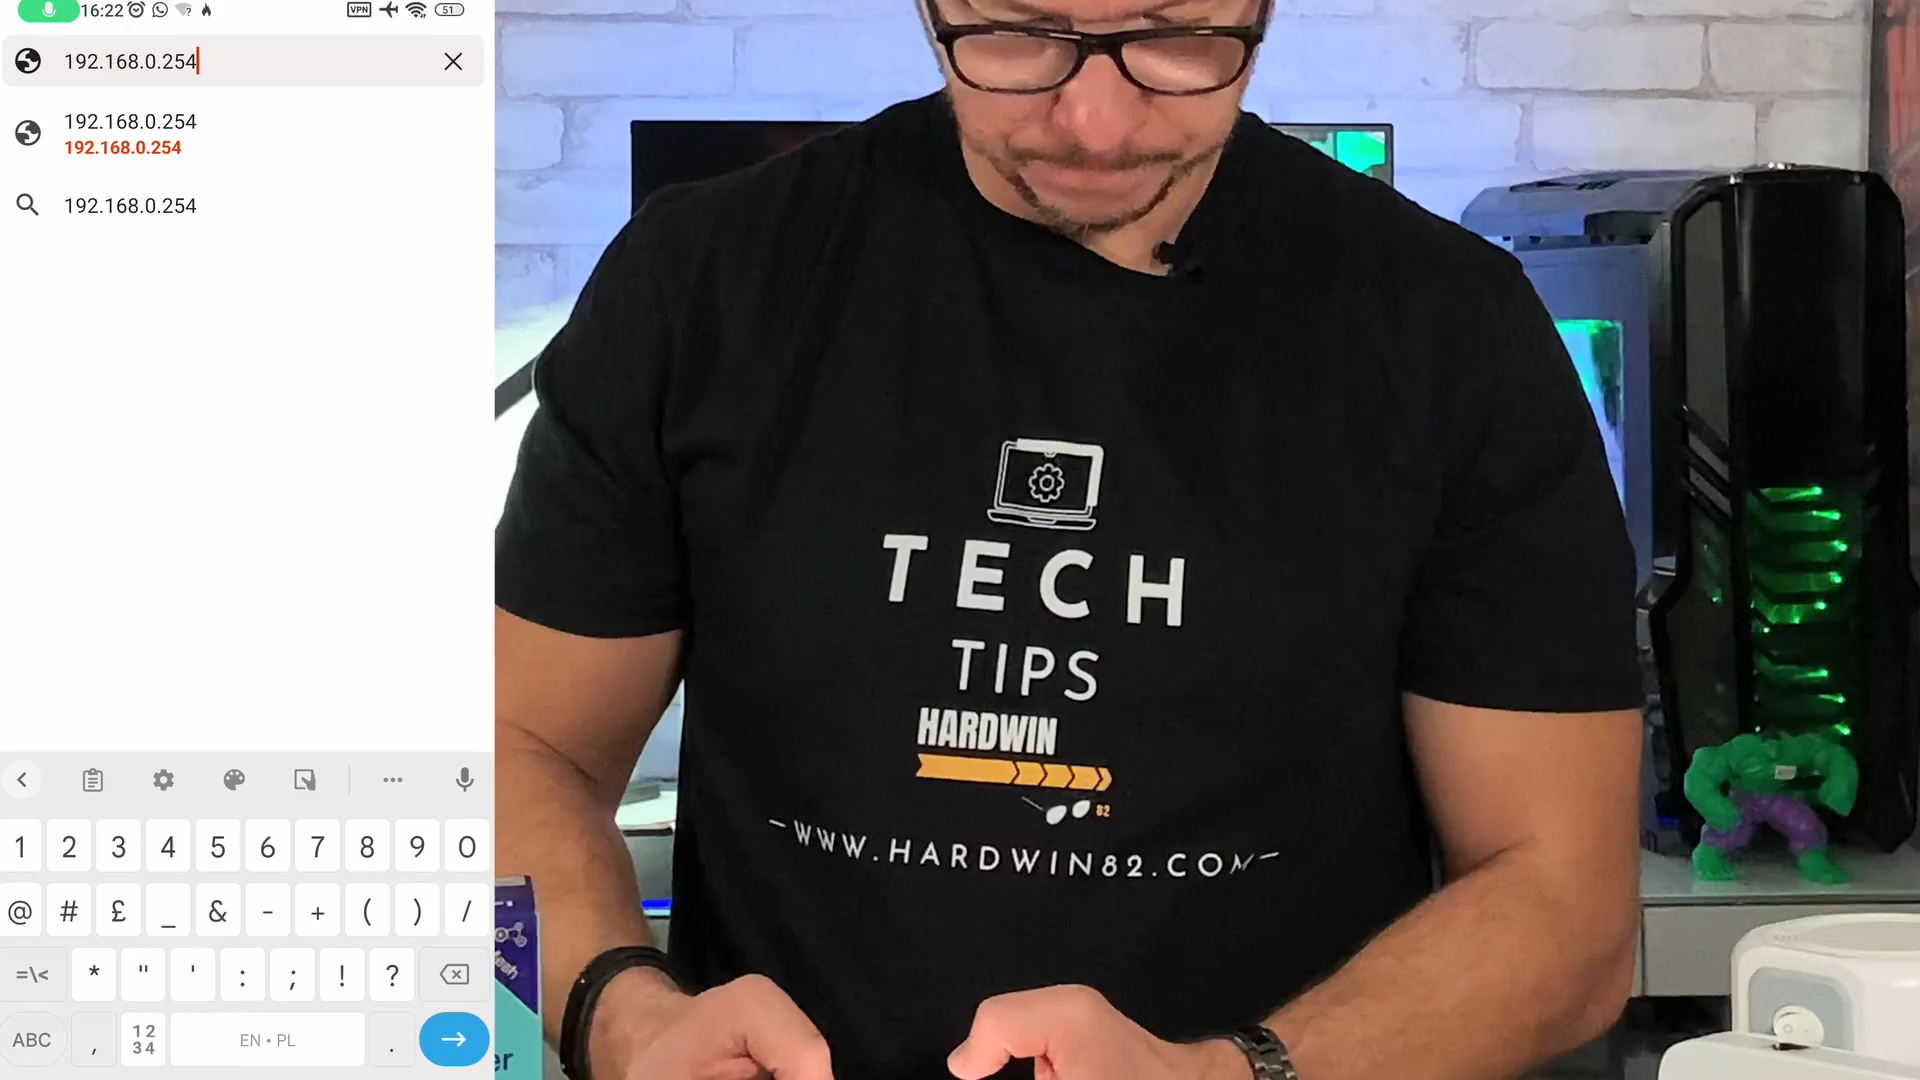 16:22
VPN
51
192.168.0.254
192.168.0.254
192.168.0.254
192.168.0.254
1 2 3 4 5 6 7 8 9 0
@ # £ _ & - + ( ) /
=\< * " ' : ; ! ?
ABC , 12 34 EN • PL .
TECH
TIPS
HARDWIN
82
-WWW.HARDWIN82.COM-
er